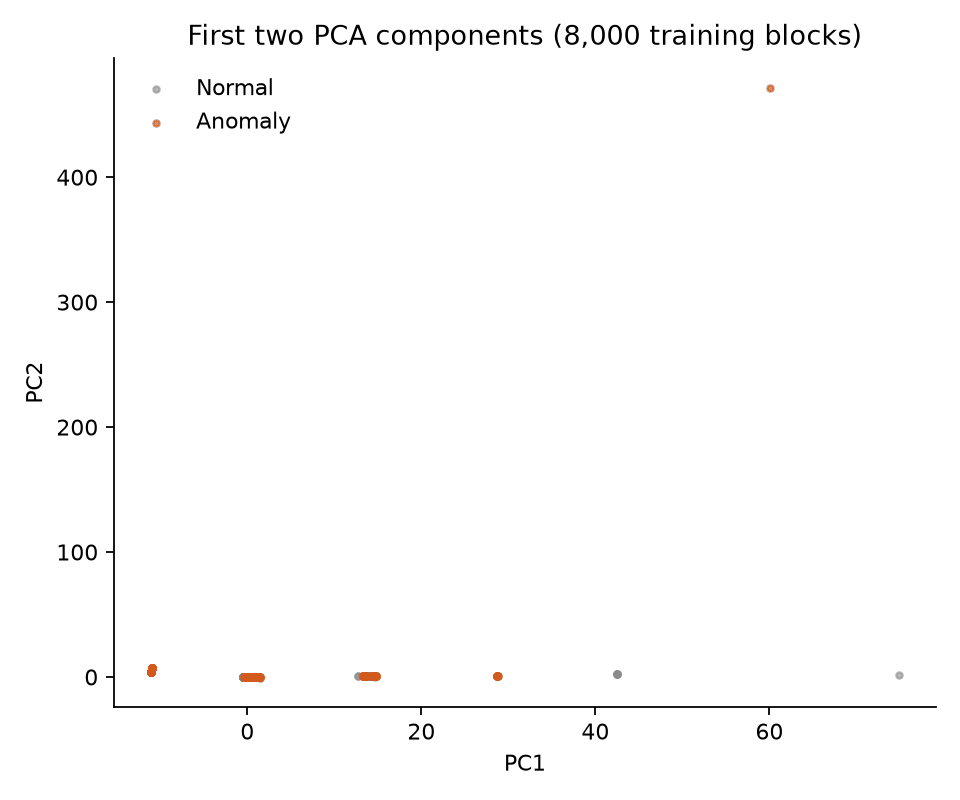 First two PCA components (8,000 training blocks)
Normal
Anomaly
400
300
200
100
0
PC2
0 20 40 60
PC1